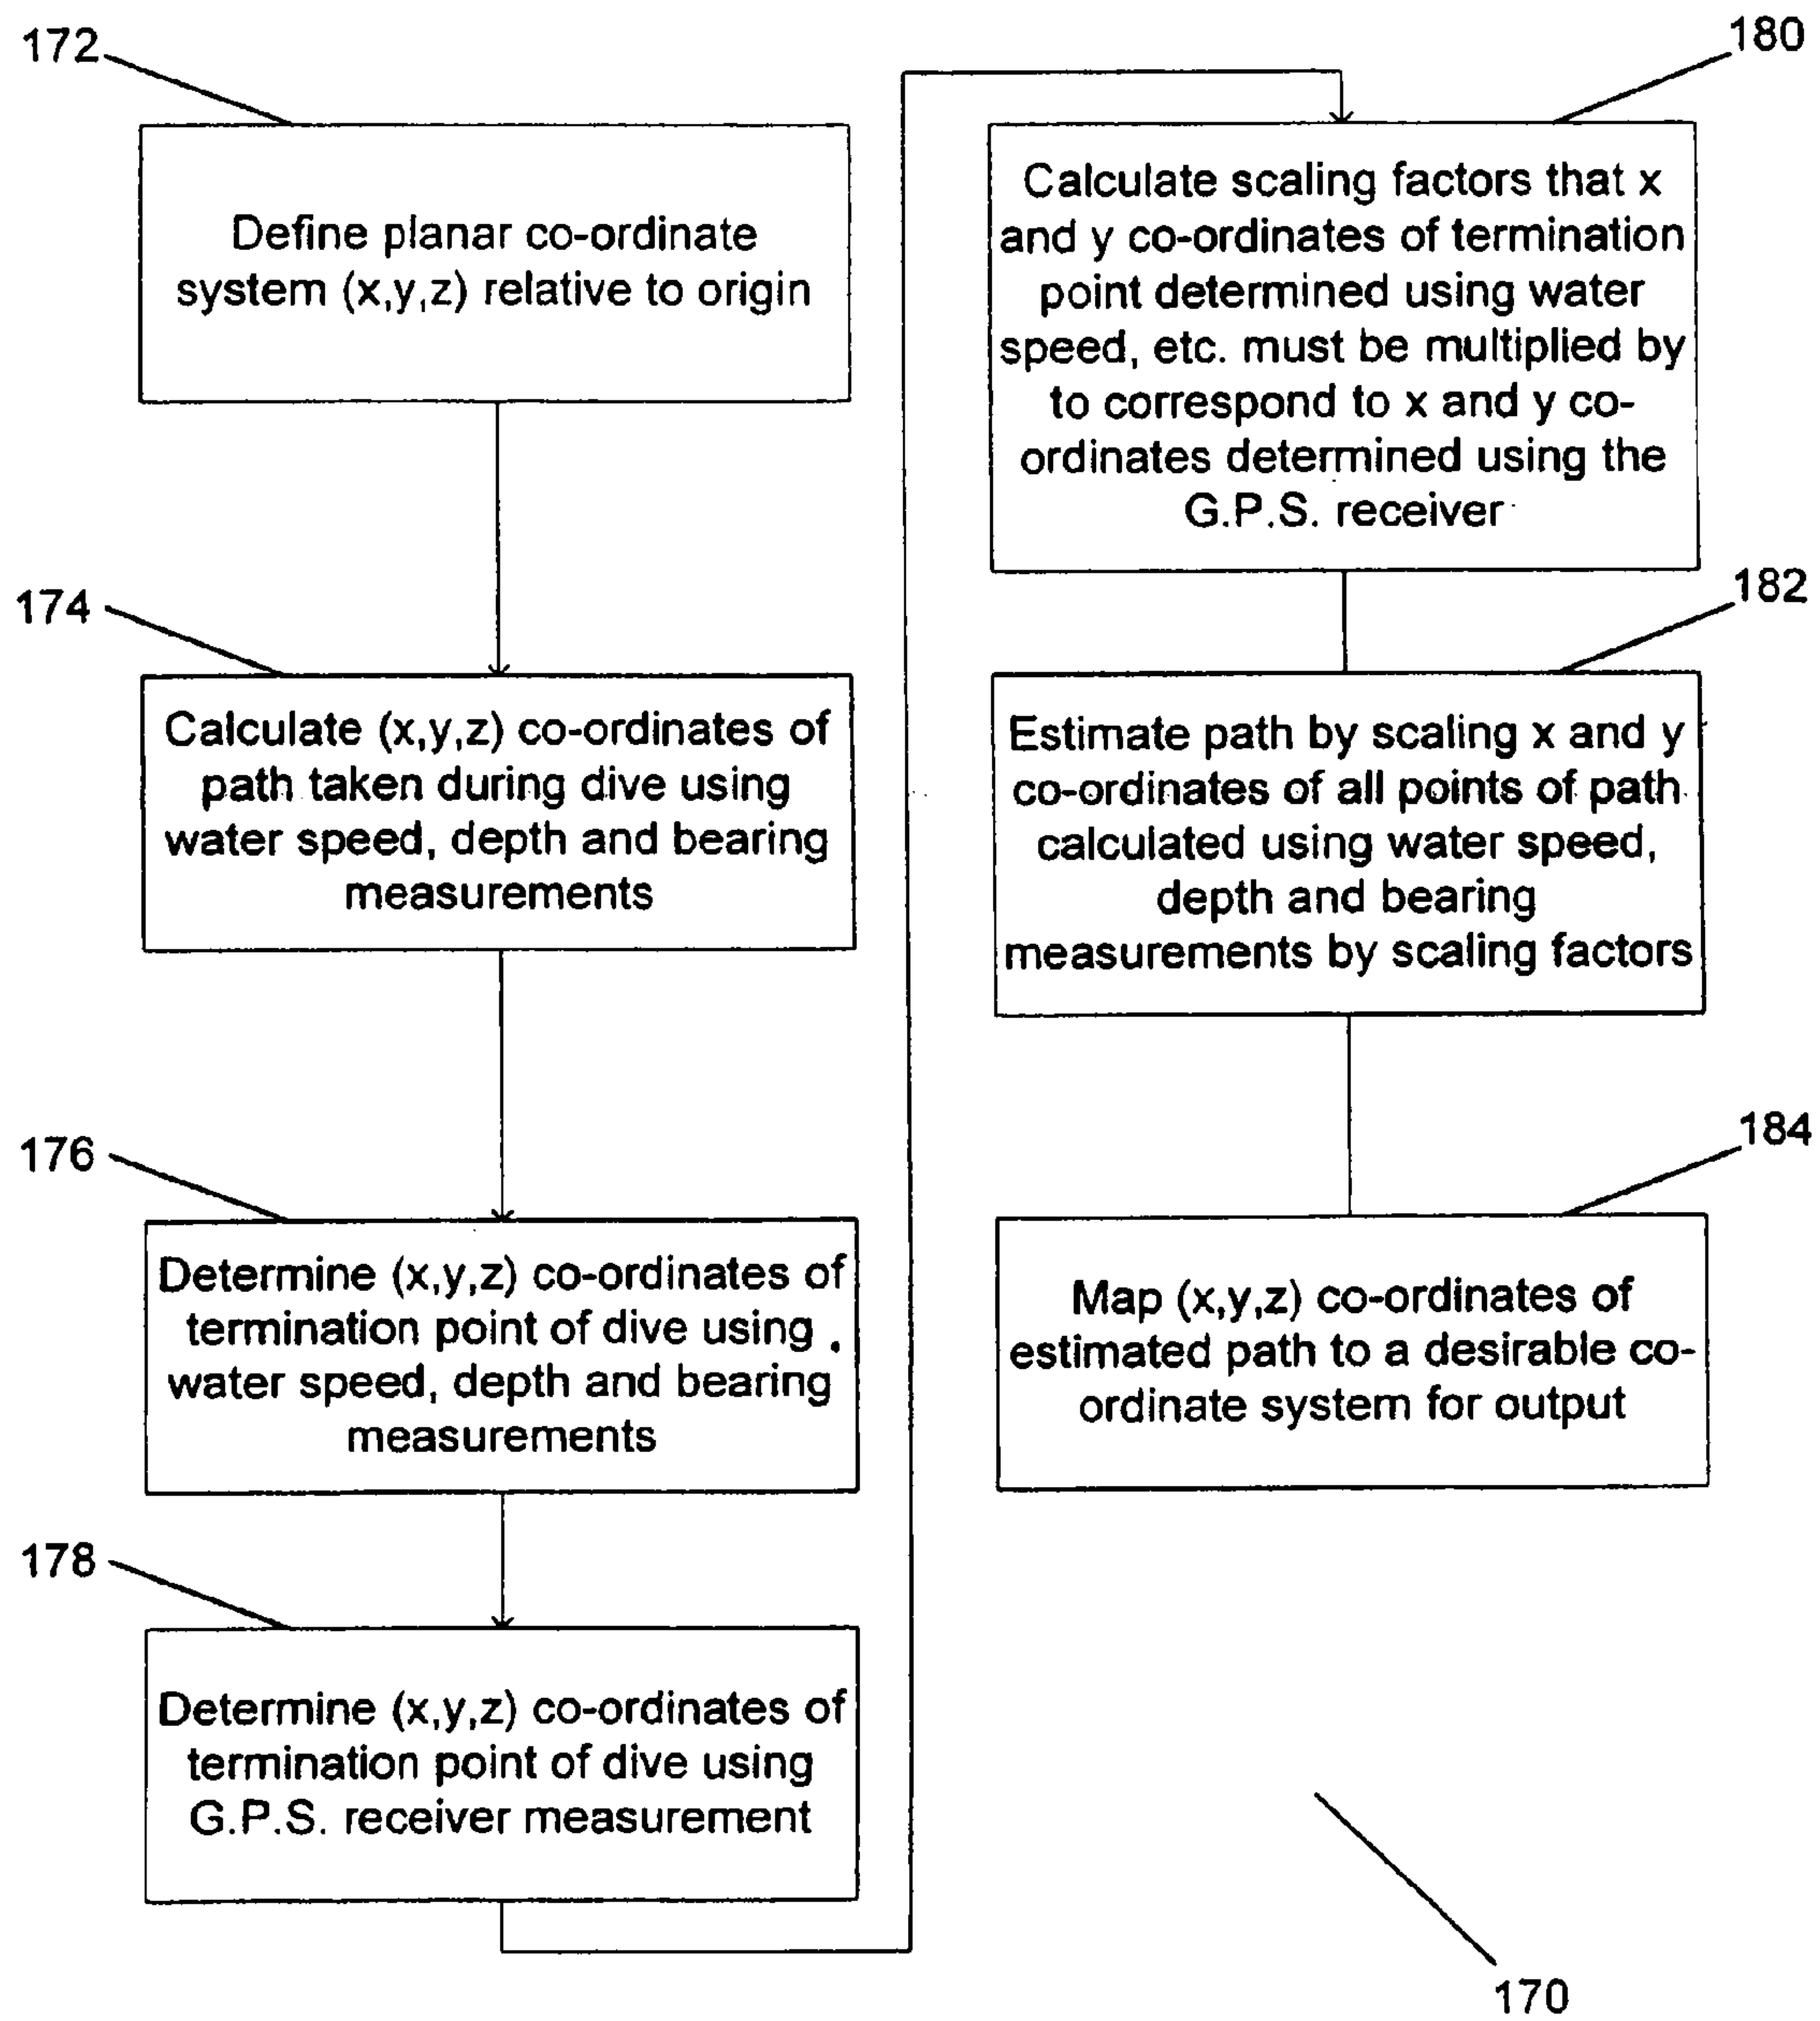 172
Define planar co-ordinate
system (x,y,z) relative to origin
174
Calculate (x,y,z) co-ordinates of
path taken during dive using
water speed, depth and bearing
measurements
176
Determine (x,y,z) co-ordinates of
termination point of dive using
water speed, depth and bearing
measurements
178
Determine (x,y,z) co-ordinates of
termination point of dive using
G.P.S. receiver measurement
180
Calculate scaling factors that x
and y co-ordinates of termination
point determined using water
speed, etc. must be multiplied by
to correspond to x and y co-
ordinates determined using the
G.P.S. receiver
182
Estimate path by scaling x and y
co-ordinates of all points of path
calculated using water speed,
depth and bearing
measurements by scaling factors
184
Map (x,y,z) co-ordinates of
estimated path to a desirable co-
ordinate system for output
170